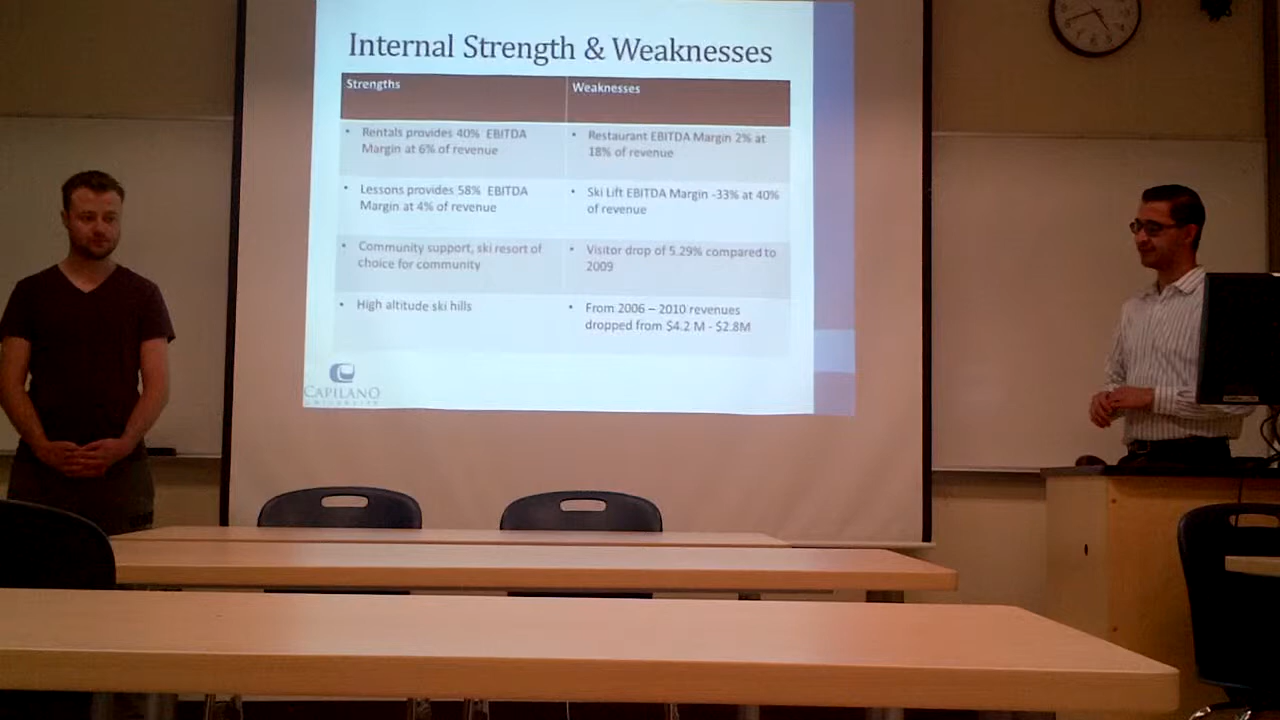 Internal Strength & Weaknesses
Strengths
Weaknesses
• Rentals provides 40% EBITDA
Margin at 6% of revenue
• Restaurant EBITDA Margin 2% at
18% of revenue
• Lessons provides 58% EBITDA
Margin at 4% of revenue
• Ski Lift EBITDA Margin -33% at 40%
of revenue
• Community support, ski resort of
choice for community
• Visitor drop of 5.29% compared to
2009
• High altitude ski hills
• From 2006 – 2010 revenues
dropped from $4.2 M - $2.8M
CAPILANO
UNIVERSITY